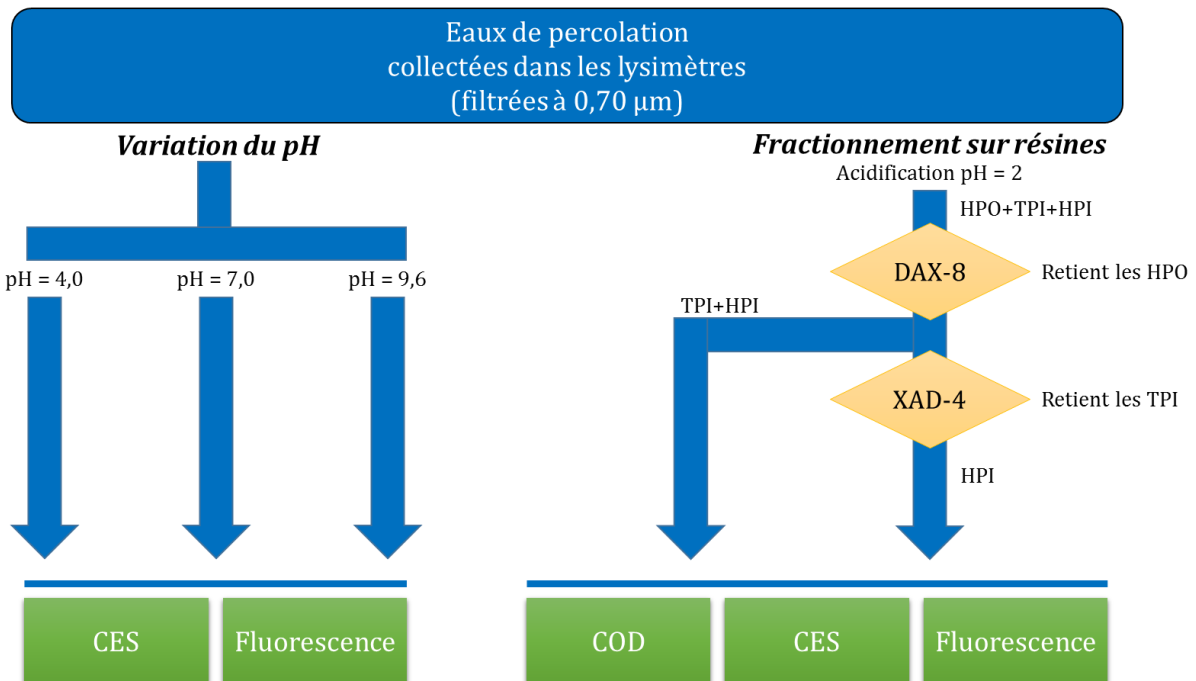 Eaux de percolation
collectées dans les lysimètres
(filtrées à 0,70 µm)
Variation du pH
pH = 4,0
pH = 7,0
pH = 9,6
CES
Fluorescence
Fractionnement sur résines
Acidification pH = 2
HPO+TPI+HPI
DAX-8
Retient les HPO
TPI+HPI
XAD-4
Retient les TPI
HPI
COD
CES
Fluorescence